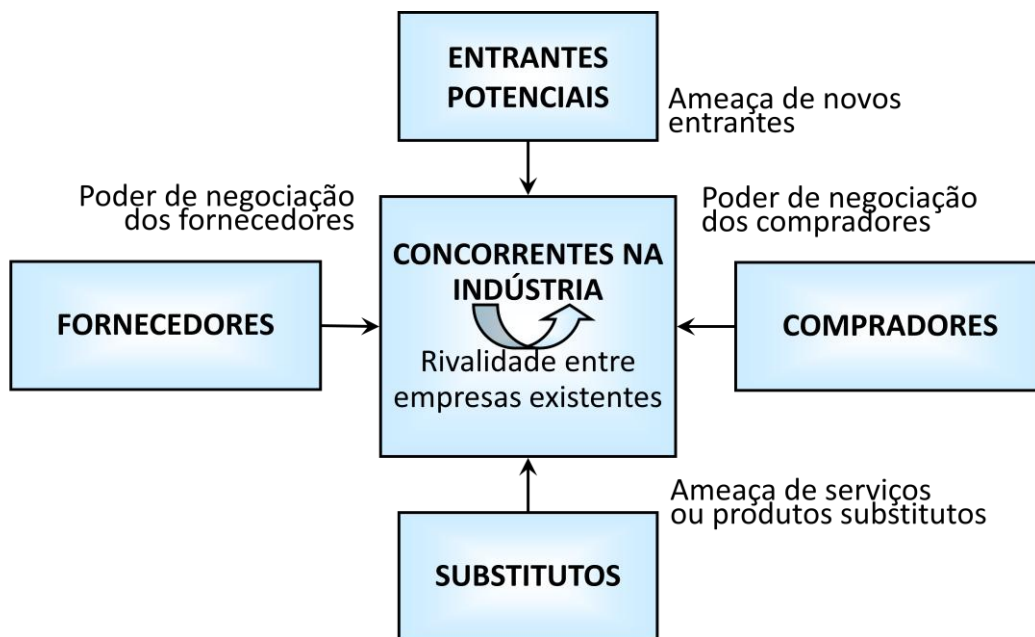 ENTRANTES
POTENCIAIS
Ameaça de novos
entrantes
Poder de negociação
dos fornecedores
Poder de negociação
dos compradores
CONCORRENTES NA
INDÚSTRIA
FORNECEDORES
COMPRADORES
Rivalidade entre
empresas existentes
Ameaça de serviços
ou produtos substitutos
SUBSTITUTOS